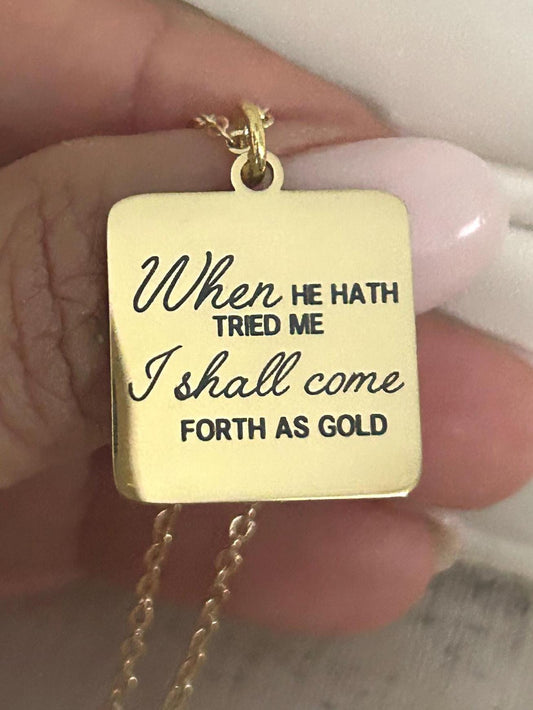 When HE HATH
TRIED ME
I shall come
FORTH AS GOLD